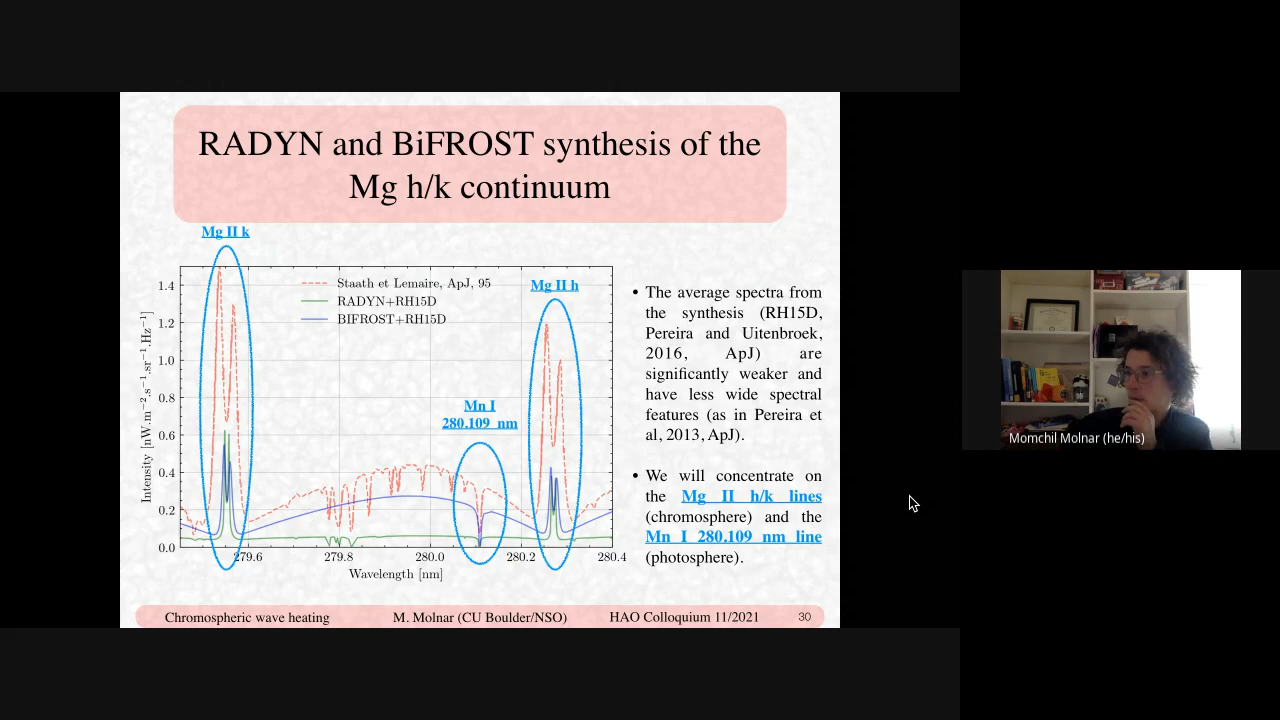 RADYN and BiFROST synthesis of the
Mg h/k continuum
Mg II k
Staath et Lemaire, ApJ, 95
RADYN+RH15D
BIFROST+RH15D
Mg II h
Mn I
280.109 nm
1.4
1.2
1.0
0.8
0.6
0.4
0.2
0.0
Intensity [nW.m⁻².s⁻¹.sr⁻¹.Hz⁻¹]
279.6
279.8
280.0
280.2
280.4
Wavelength [nm]
• The average spectra from
the synthesis (RH15D,
Pereira and Uitenbroek,
2016, ApJ) are
significantly weaker and
have less wide spectral
features (as in Pereira et
al, 2013, ApJ).
• We will concentrate on
the Mg II h/k lines
(chromosphere) and the
Mn I 280.109 nm line
(photosphere).
Chromospheric wave heating
M. Molnar (CU Boulder/NSO)
HAO Colloquium 11/2021
30
Momchil Molnar (he/his)